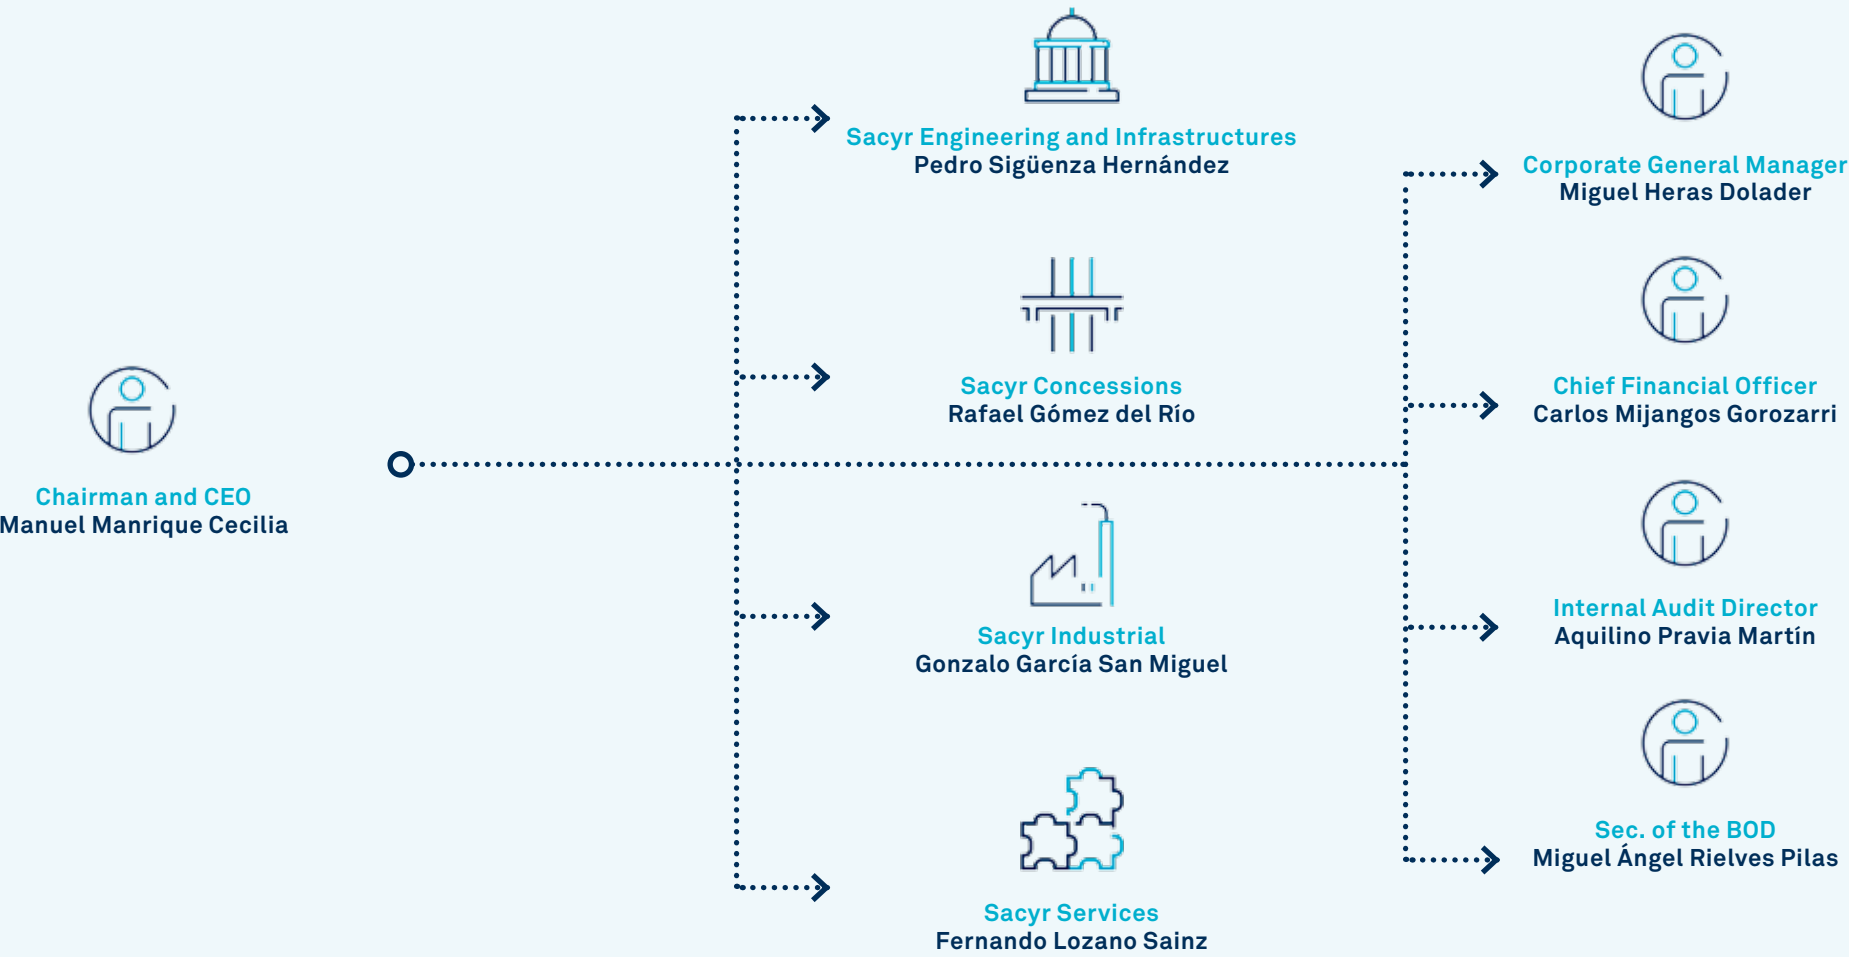 Chairman and CEO
Manuel Manrique Cecilia
Sacyr Engineering and Infrastructures
Pedro Sigüenza Hernández
Sacyr Concessions
Rafael Gómez del Río
Sacyr Industrial
Gonzalo García San Miguel
Sacyr Services
Fernando Lozano Sainz
Corporate General Manager
Miguel Heras Dolader
Chief Financial Officer
Carlos Mijangos Gorozarri
Internal Audit Director
Aquilino Pravia Martín
Sec. of the BOD
Miguel Ángel Rielves Pilas